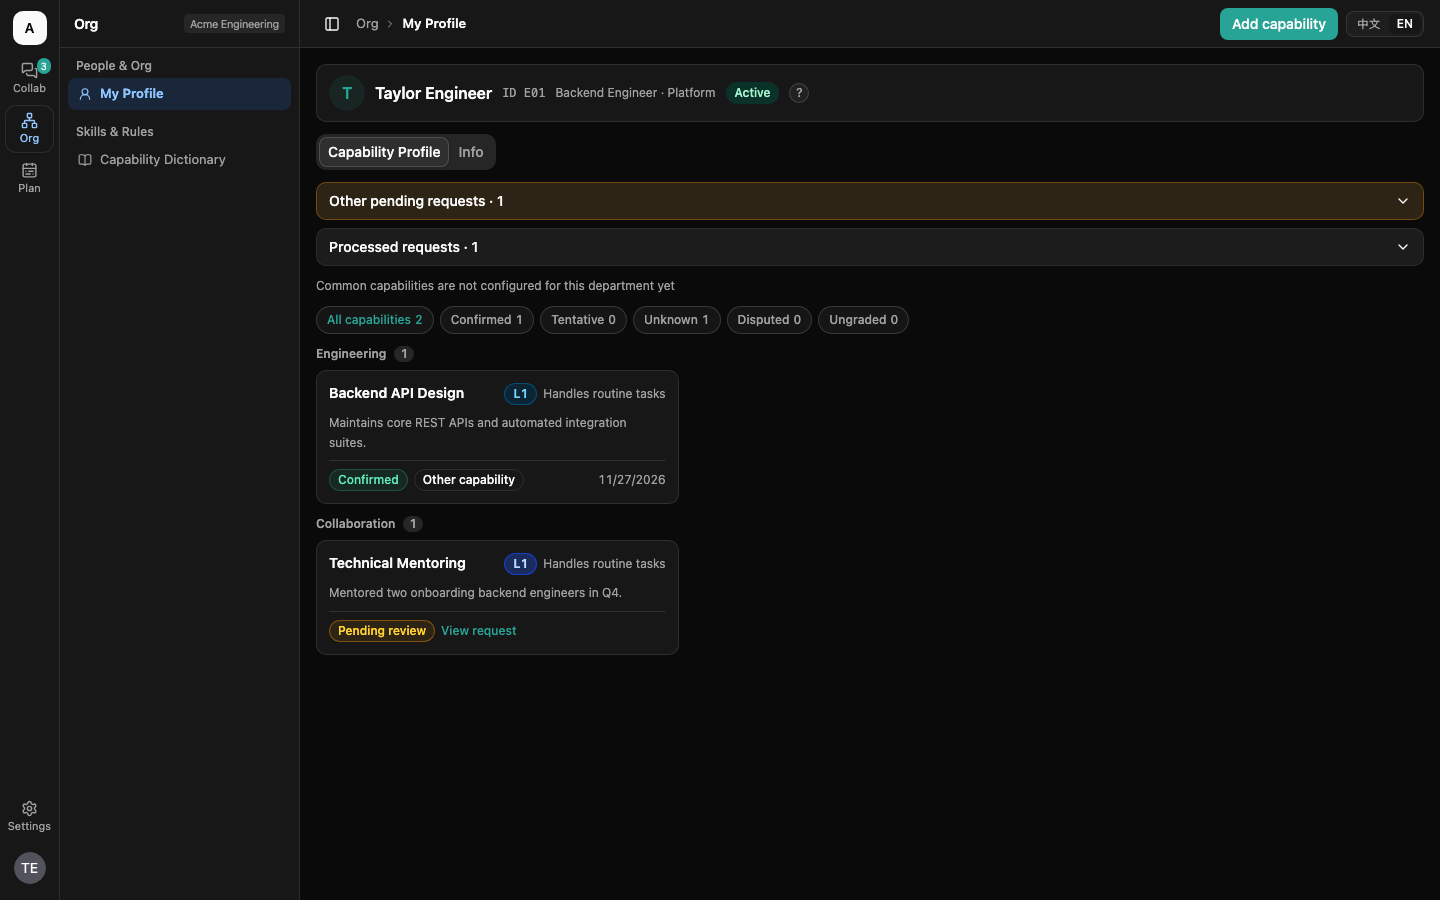 A
Collab
3
Org
Plan
Settings
TE
Org
Acme Engineering
People & Org
My Profile
Skills & Rules
Capability Dictionary
Org
My Profile
Add capability
中文
EN
T
Taylor Engineer
ID E01
Backend Engineer · Platform
Active
?
Capability Profile
Info
Other pending requests · 1
Processed requests · 1
Common capabilities are not configured for this department yet
All capabilities 2
Confirmed 1
Tentative 0
Unknown 1
Disputed 0
Ungraded 0
Engineering 1
Backend API Design
L1
Handles routine tasks
Maintains core REST APIs and automated integration
suites.
Confirmed
Other capability
11/27/2026
Collaboration 1
Technical Mentoring
L1
Handles routine tasks
Mentored two onboarding backend engineers in Q4.
Pending review
View request